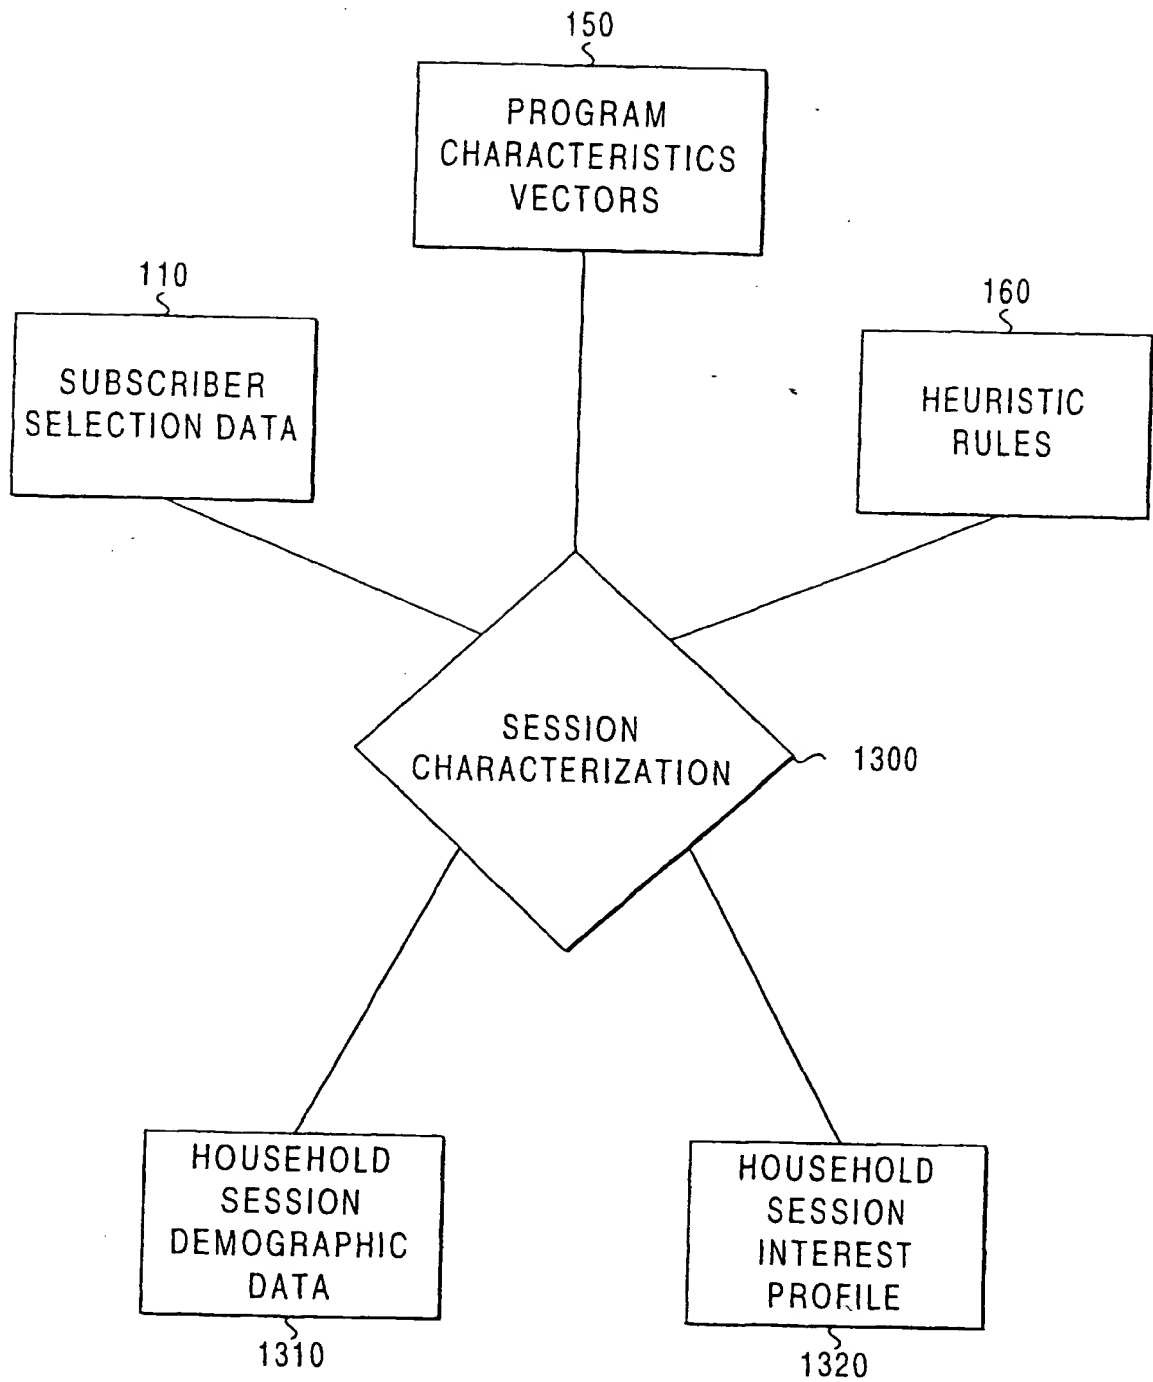 150
PROGRAM
CHARACTERISTICS
VECTORS
110
SUBSCRIBER
SELECTION DATA
160
HEURISTIC
RULES
SESSION
CHARACTERIZATION
1300
HOUSEHOLD
SESSION
DEMOGRAPHIC
DATA
1310
HOUSEHOLD
SESSION
INTEREST
PROFILE
1320